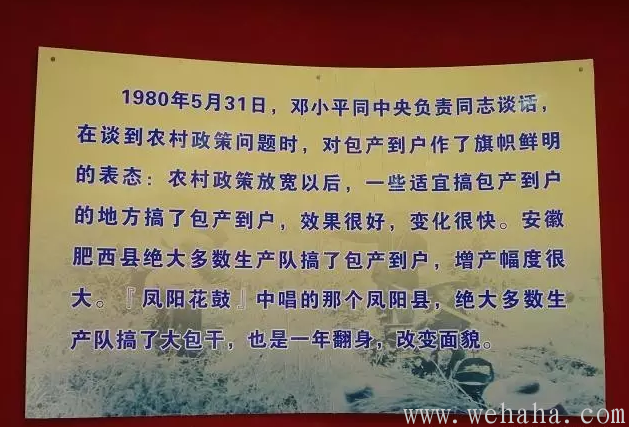 1980年5月31日，邓小平同中央负责同志谈话，
在谈到农村政策问题时，对包产到户作了旗帜鲜明
的表态：农村政策放宽以后，一些适宜搞包产到户
的地方搞了包产到户，效果很好，变化很快。安徽
肥西县绝大多数生产队搞了包产到户，增产幅度很
大。『凤阳花鼓』中唱的那个凤阳县，绝大多数生
产队搞了大包干，也是一年翻身，改变面貌。
www.wehaha.com